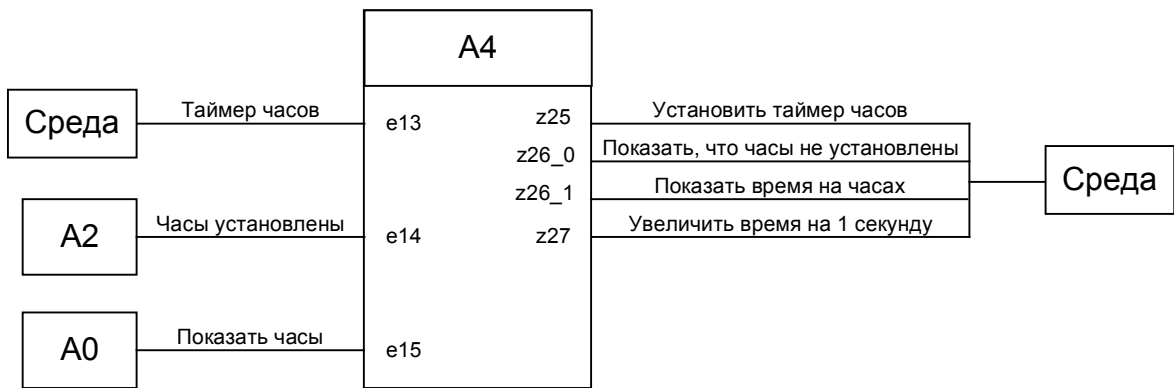 A4
Среда
Таймер часов
e13
z25
Установить таймер часов
z26_0
Показать, что часы не установлены
z26_1
Показать время на часах
Среда
A2
Часы установлены
e14
z27
Увеличить время на 1 секунду
A0
Показать часы
e15